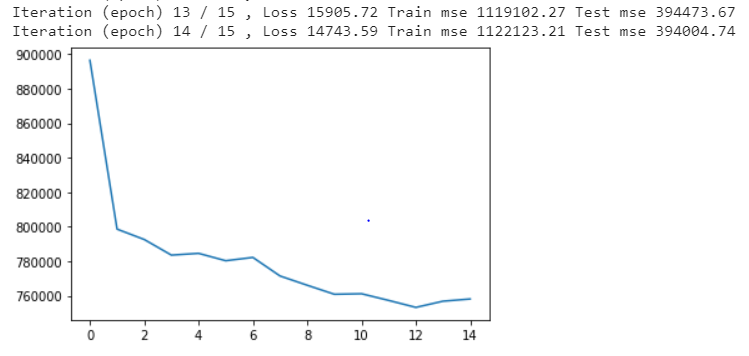 Iteration (epoch) 13 / 15 , Loss 15905.72 Train mse 1119102.27 Test mse 394473.67
Iteration (epoch) 14 / 15 , Loss 14743.59 Train mse 1122123.21 Test mse 394004.74
900000
880000
860000
840000
820000
800000
780000
760000
0 2 4 6 8 10 12 14